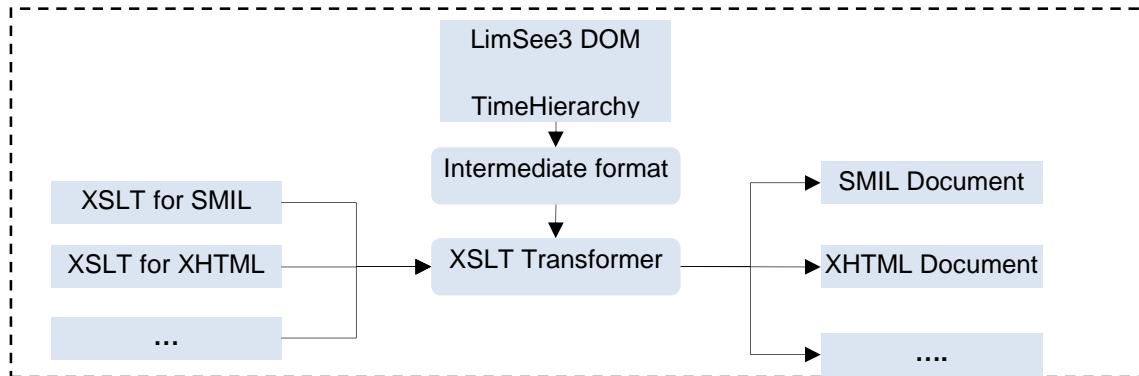 LimSee3 DOM
TimeHierarchy
Intermediate format
XSLT for SMIL
SMIL Document
XSLT for XHTML
XSLT Transformer
XHTML Document
...
....